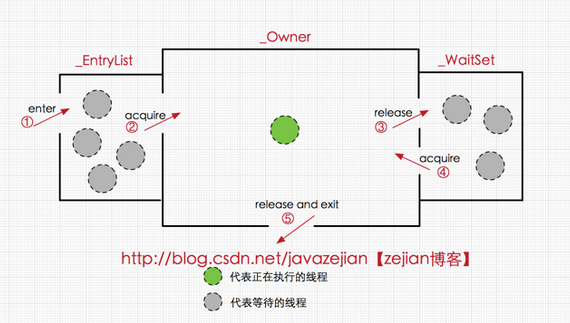 _Owner
_EntryList
_WaitSet
enter
①
acquire
②
release
③
acquire
④
release and exit
⑤
http://blog.csdn.net/javazejian【zejian博客】
代表正在执行的线程
代表等待的线程